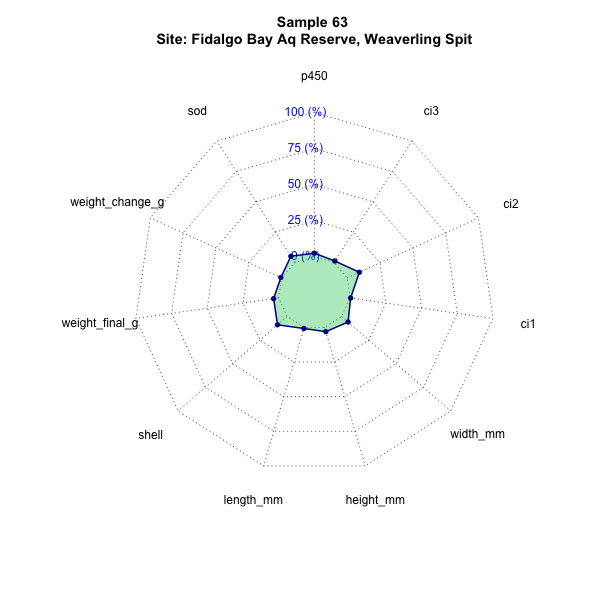 Sample 63
Site: Fidalgo Bay Aq Reserve, Weaverling Spit
p450
sod
100 (%)
ci3
75 (%)
50 (%)
weight_change_g
ci2
25 (%)
0 (%)
weight_final_g
ci1
shell
width_mm
length_mm
height_mm